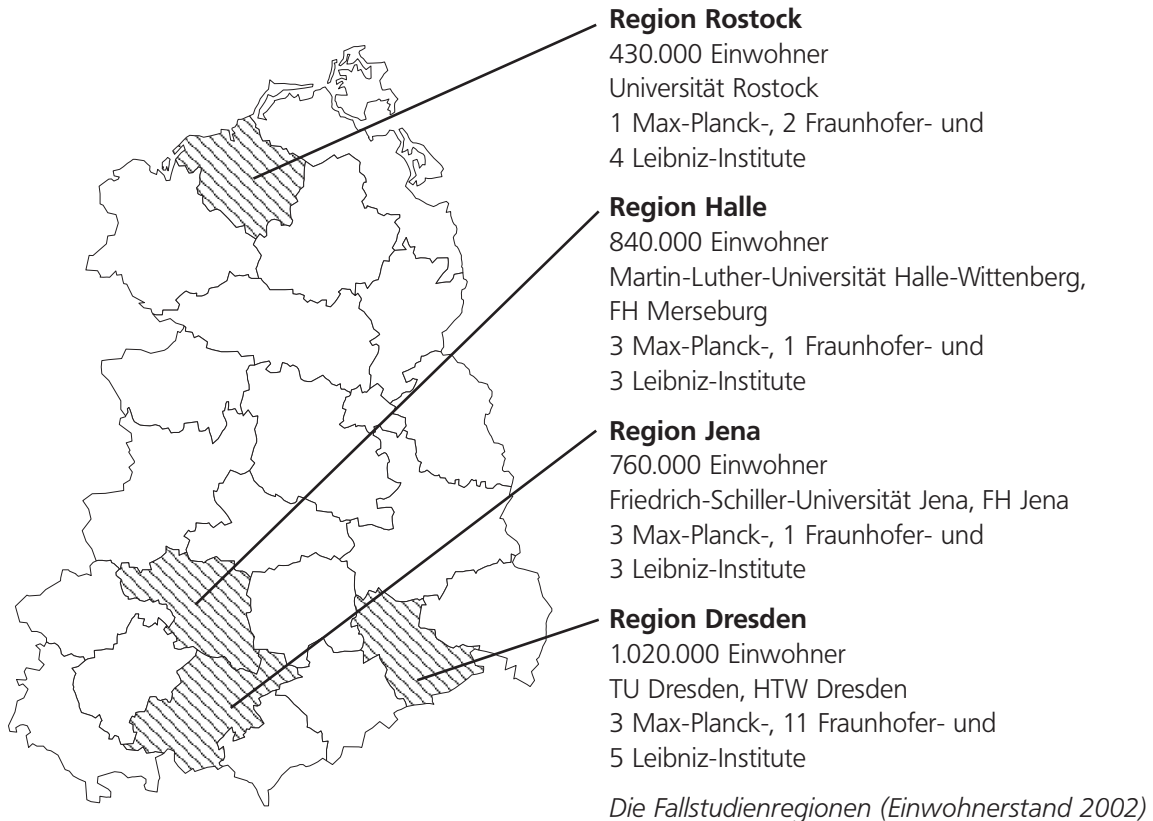 Region Rostock
430.000 Einwohner
Universität Rostock
1 Max-Planck-, 2 Fraunhofer- und
4 Leibniz-Institute
Region Halle
840.000 Einwohner
Martin-Luther-Universität Halle-Wittenberg,
FH Merseburg
3 Max-Planck-, 1 Fraunhofer- und
3 Leibniz-Institute
Region Jena
760.000 Einwohner
Friedrich-Schiller-Universität Jena, FH Jena
3 Max-Planck-, 1 Fraunhofer- und
3 Leibniz-Institute
Region Dresden
1.020.000 Einwohner
TU Dresden, HTW Dresden
3 Max-Planck-, 11 Fraunhofer- und
5 Leibniz-Institute
Die Fallstudienregionen (Einwohnerstand 2002)